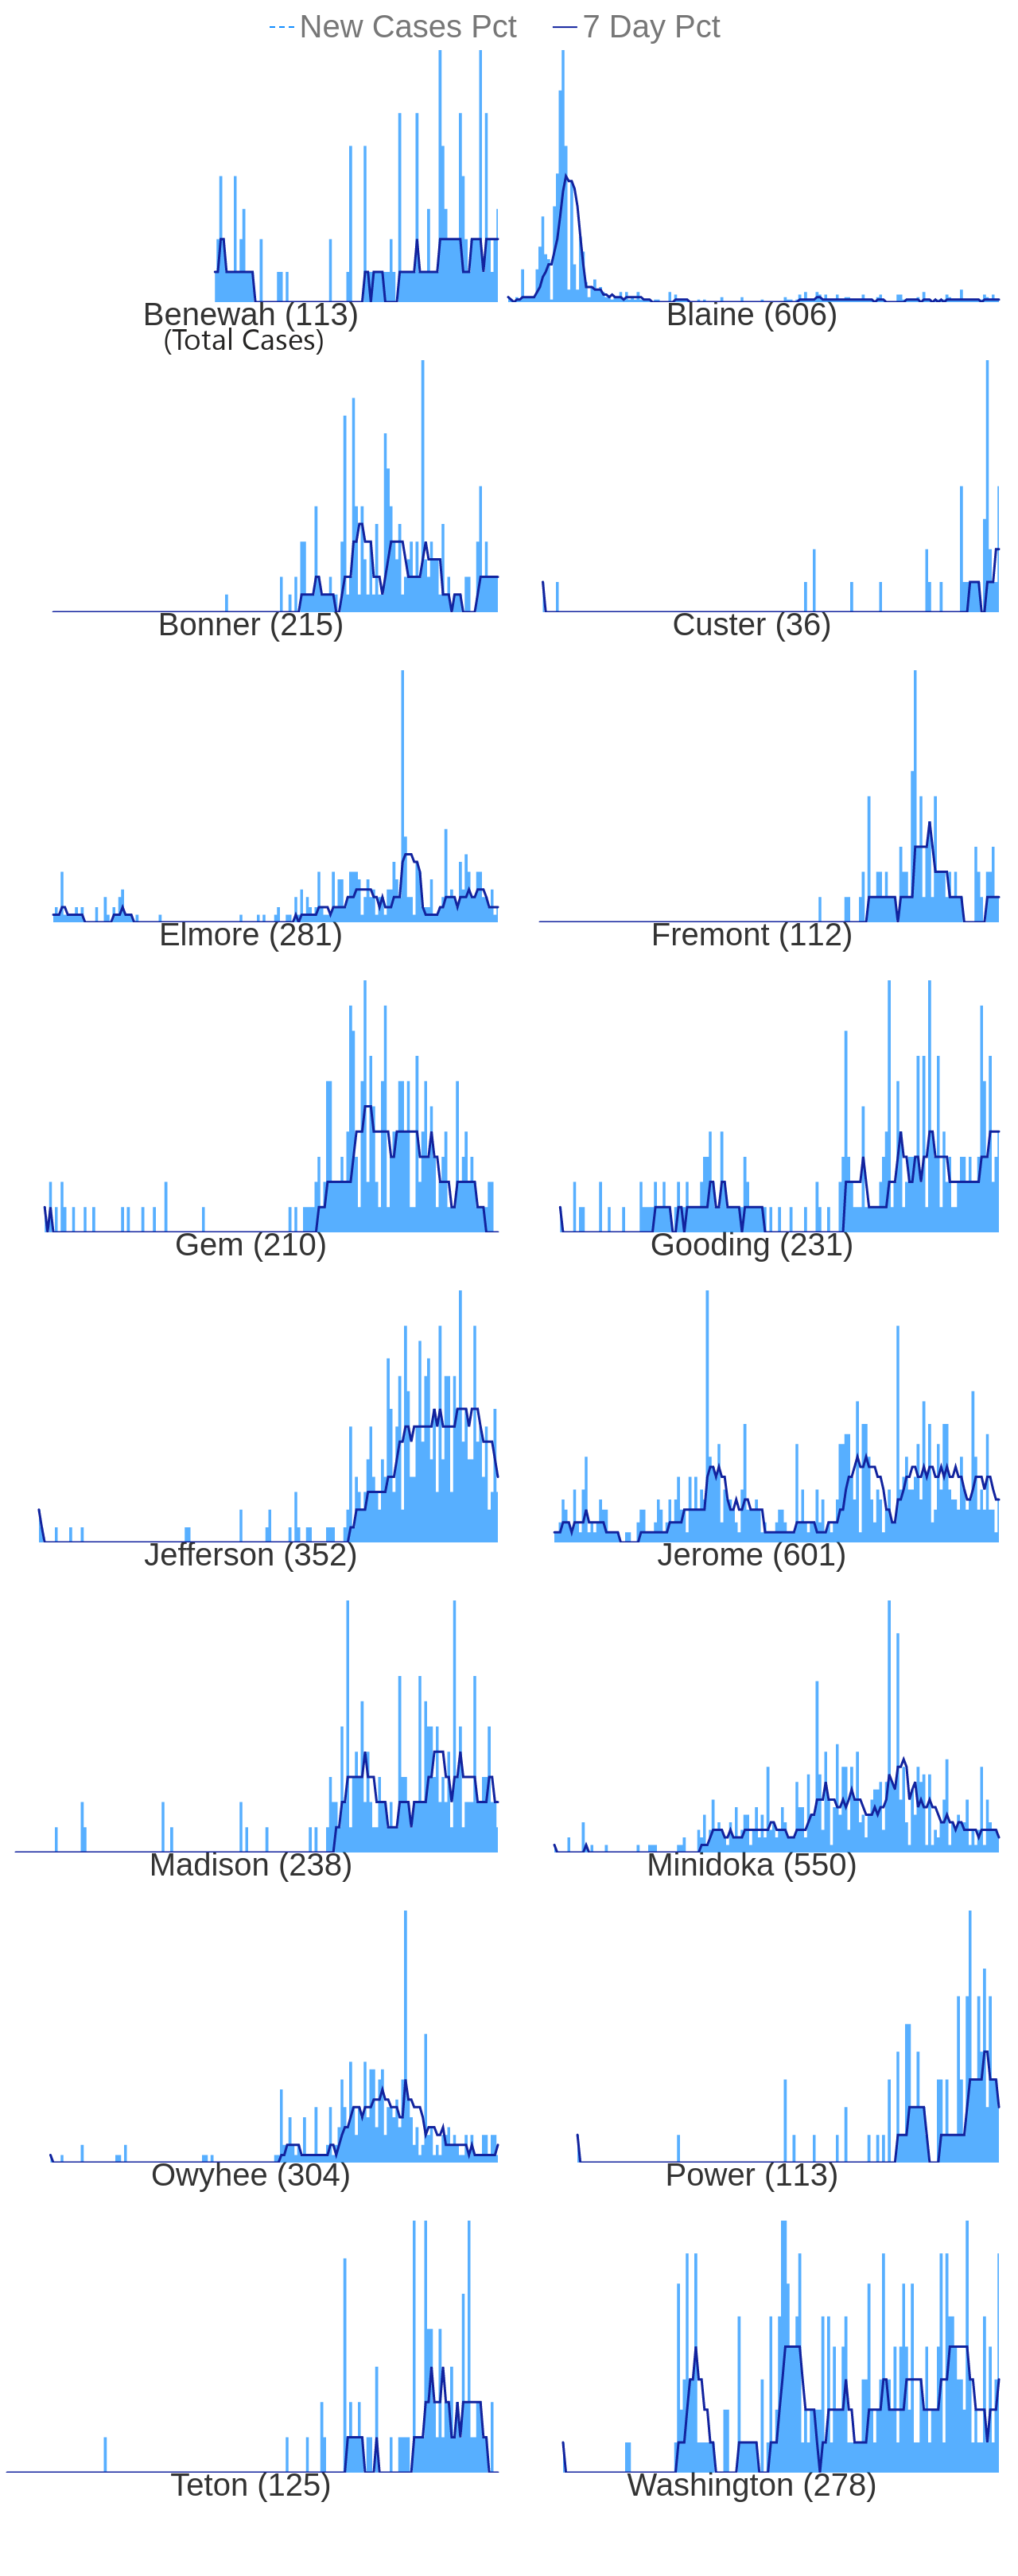 New Cases Pct 7 Day Pct
Benewah (113) Blaine (606)
(Total Cases)
Bonner (215) Custer (36)
Elmore (281) Fremont (112)
Gem (210) Gooding (231)
Jefferson (352) Jerome (601)
Madison (238) Minidoka (550)
Owyhee (304) Power (113)
Teton (125) Washington (278)